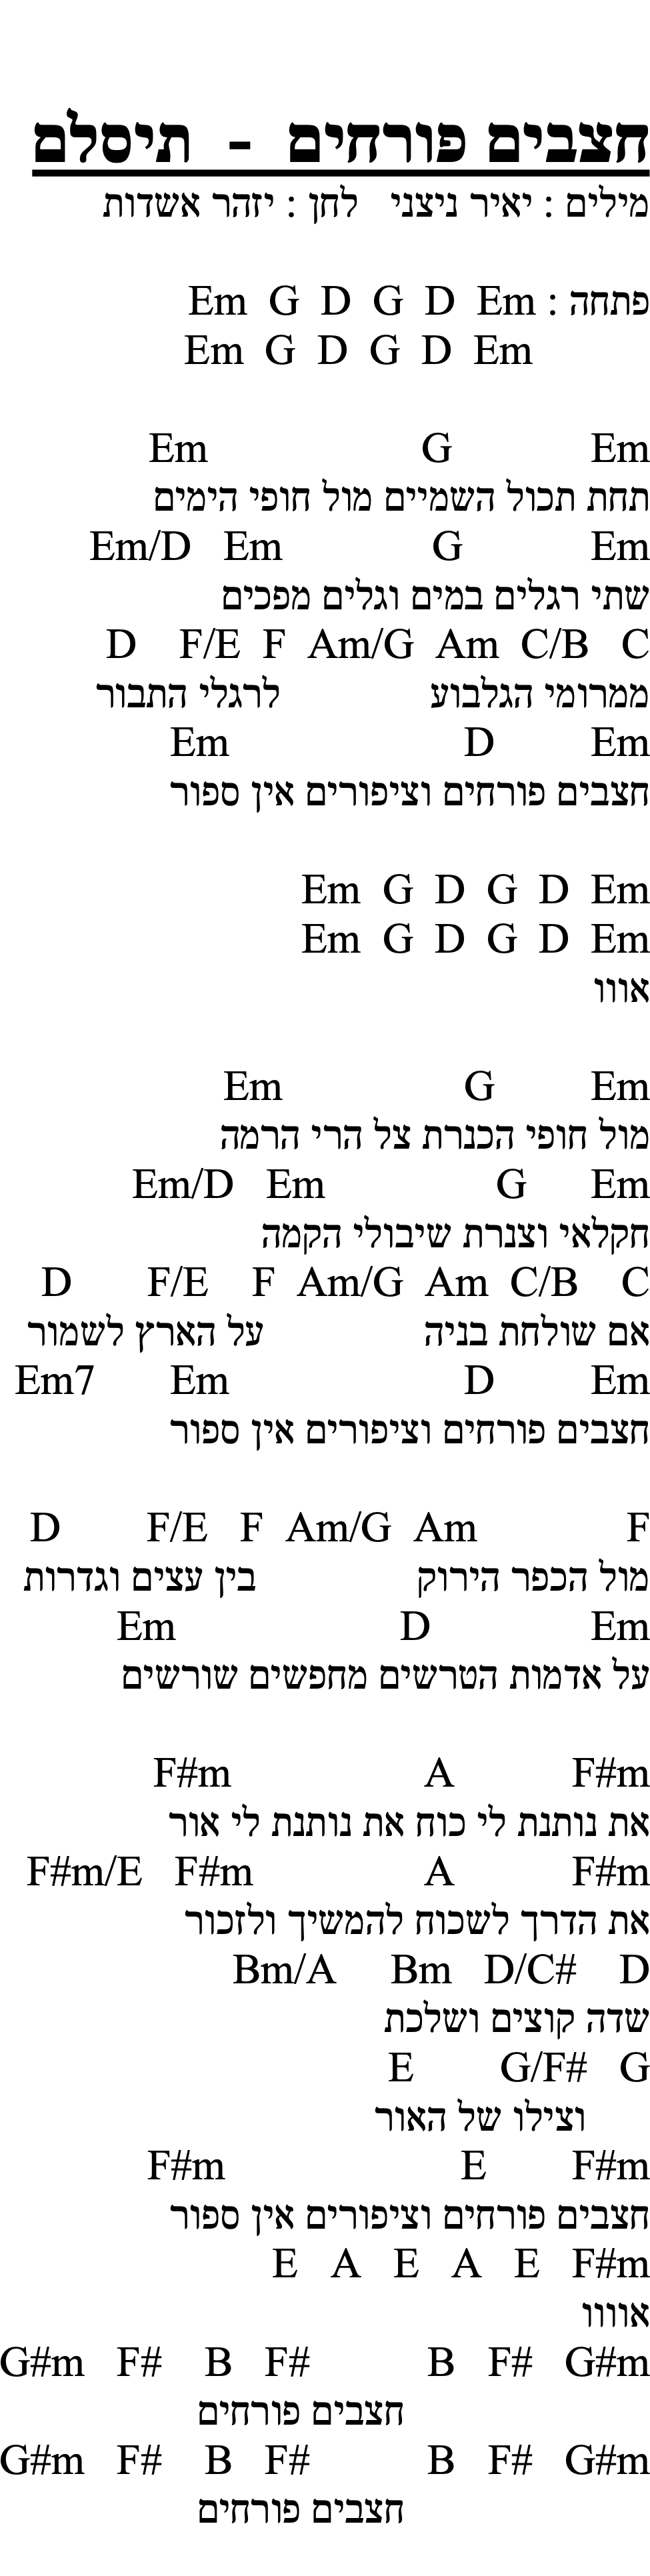 חצבים פורחים - תיסלם
מילים : יאיר ניצני לחן : יזהר אשדות
פתחה : Em D G D G Em
Em D G D G Em
Em G Em
תחת תכול השמיים מול חופי הימים
Em G Em Em/D
שתי רגלים במים וגלים מפכים
C C/B Am Am/G F F/E D
ממרומי הגלבוע לרגלי התבור
Em D Em
חצבים פורחים וציפורים אין ספור
Em D G D G Em
Em D G D G Em
אווו
Em G Em
מול חופי הכנרת צל הרי הרמה
Em G Em Em/D
חקלאי וצנרת שיבולי הקמה
C C/B Am Am/G F F/E D
אם שולחת בניה על הארץ לשמור
Em D Em Em7
חצבים פורחים וציפורים אין ספור
F Am Am/G F F/E D
מול הכפר הירוק בין עצים וגדרות
Em D Em
על אדמות הטרשים מחפשים שורשים
F#m A F#m
את נותנת לי כוח את נותנת לי אור
F#m A F#m F#m/E
את הדרך לשכוח להמשיך ולזכור
D D/C# Bm Bm/A
שדה קוצים ושלכת
G G/F# E
וצילו של האור
F#m E F#m
חצבים פורחים וציפורים אין ספור
F#m E A E A E
אוווו
G#m F# B F# B F# G#m
חצבים פורחים
G#m F# B F# B F# G#m
חצבים פורחים